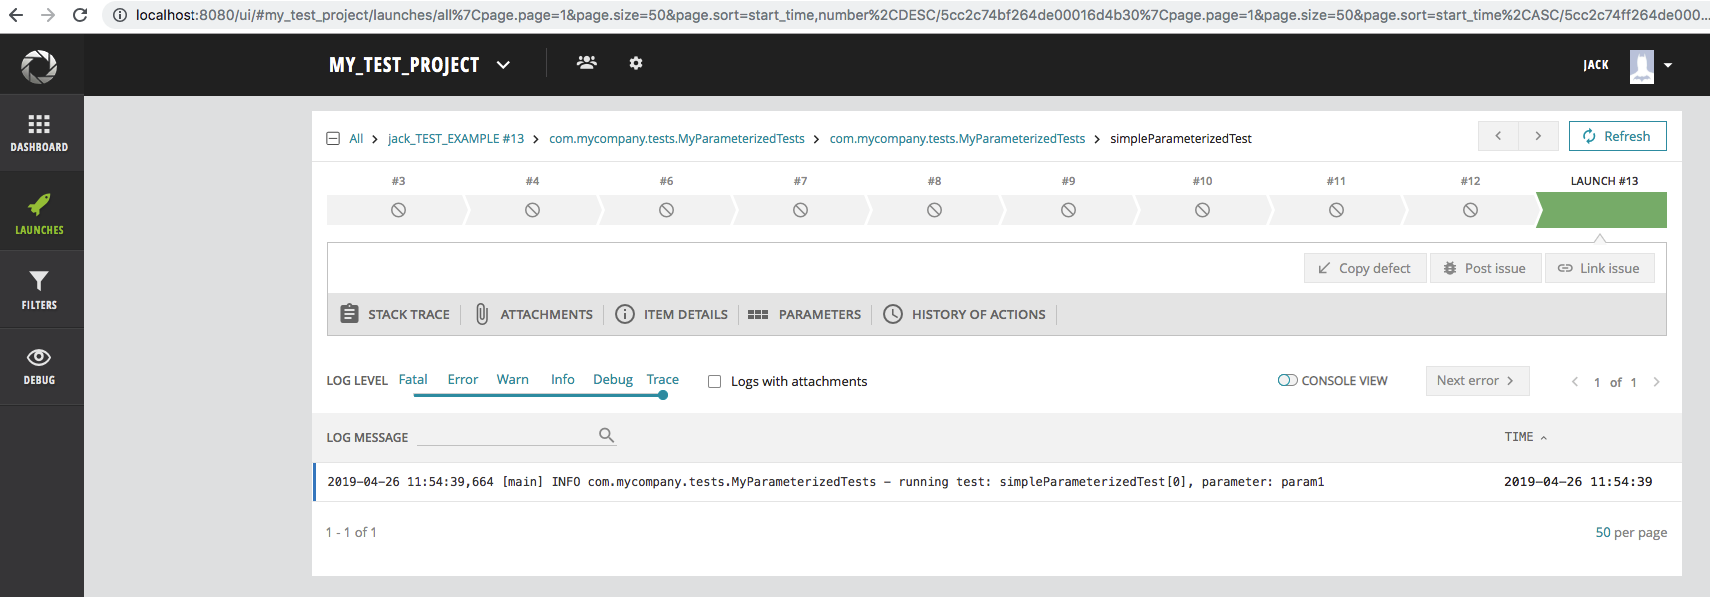 localhost:8080/ui/#my_test_project/launches/all%7Cpage.page=1&page.size=50&page.sort=start_time,number%2CDESC/5cc2c74bf264de00016d4b30%7Cpage.page=1&page.size=50&page.sort=start_time%2CASC/5cc2c74ff264de000...
MY_TEST_PROJECT
JACK
DASHBOARD
LAUNCHES
FILTERS
DEBUG
All > jack_TEST_EXAMPLE #13 > com.mycompany.tests.MyParameterizedTests > com.mycompany.tests.MyParameterizedTests > simpleParameterizedTest
< > Refresh
#3 #4 #6 #7 #8 #9 #10 #11 #12 LAUNCH #13
Copy defect Post issue Link issue
STACK TRACE ATTACHMENTS ITEM DETAILS PARAMETERS HISTORY OF ACTIONS
LOG LEVEL Fatal Error Warn Info Debug Trace Logs with attachments CONSOLE VIEW Next error > < 1 of 1 >
LOG MESSAGE TIME
2019-04-26 11:54:39,664 [main] INFO com.mycompany.tests.MyParameterizedTests - running test: simpleParameterizedTest[0], parameter: param1 2019-04-26 11:54:39
1 - 1 of 1 50 per page